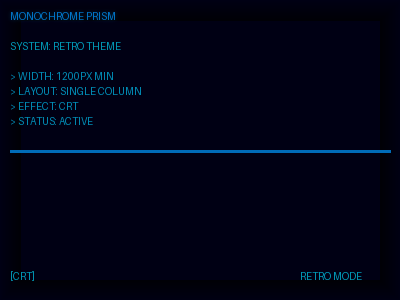 MONOCHROME PRISM
SYSTEM: RETRO THEME
> WIDTH: 1200PX MIN
> LAYOUT: SINGLE COLUMN
> EFFECT: CRT
> STATUS: ACTIVE
[CRT]
RETRO MODE